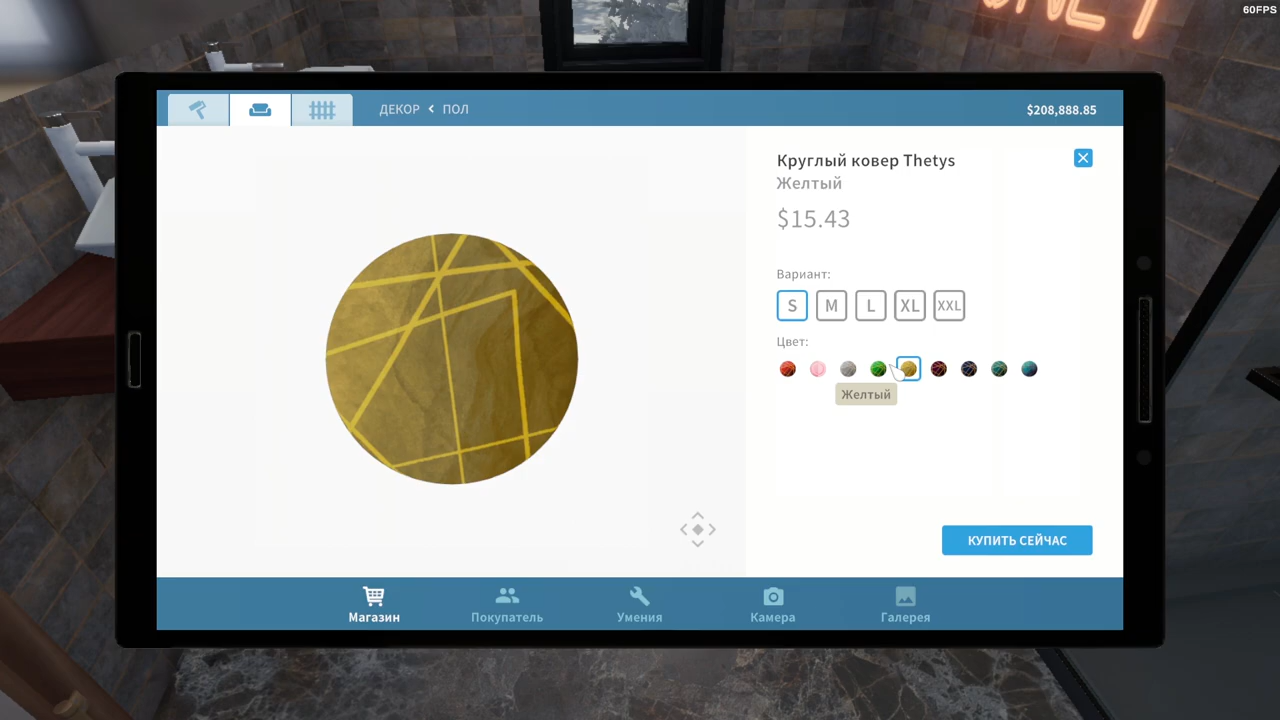 60FPS
ДЕКОР < ПОЛ
$208,888.85
Круглый ковер Thetys
Желтый
$15.43
Вариант:
S M L XL XXL
Цвет:
Желтый
КУПИТЬ СЕЙЧАС
Магазин Покупатель Умения Камера Галерея